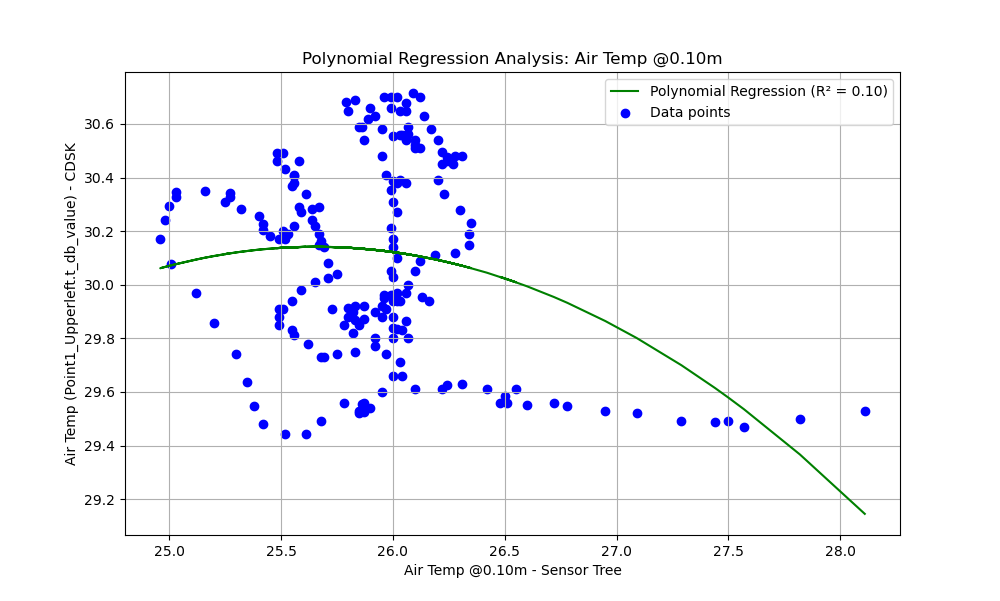 Polynomial Regression Analysis: Air Temp @0.10m
Polynomial Regression (R² = 0.10)
Data points
Air Temp (Point1_Upperleft.t_db_value) - CDSK
30.6
30.4
30.2
30.0
29.8
29.6
29.4
29.2
25.0 25.5 26.0 26.5 27.0 27.5 28.0
Air Temp @0.10m - Sensor Tree